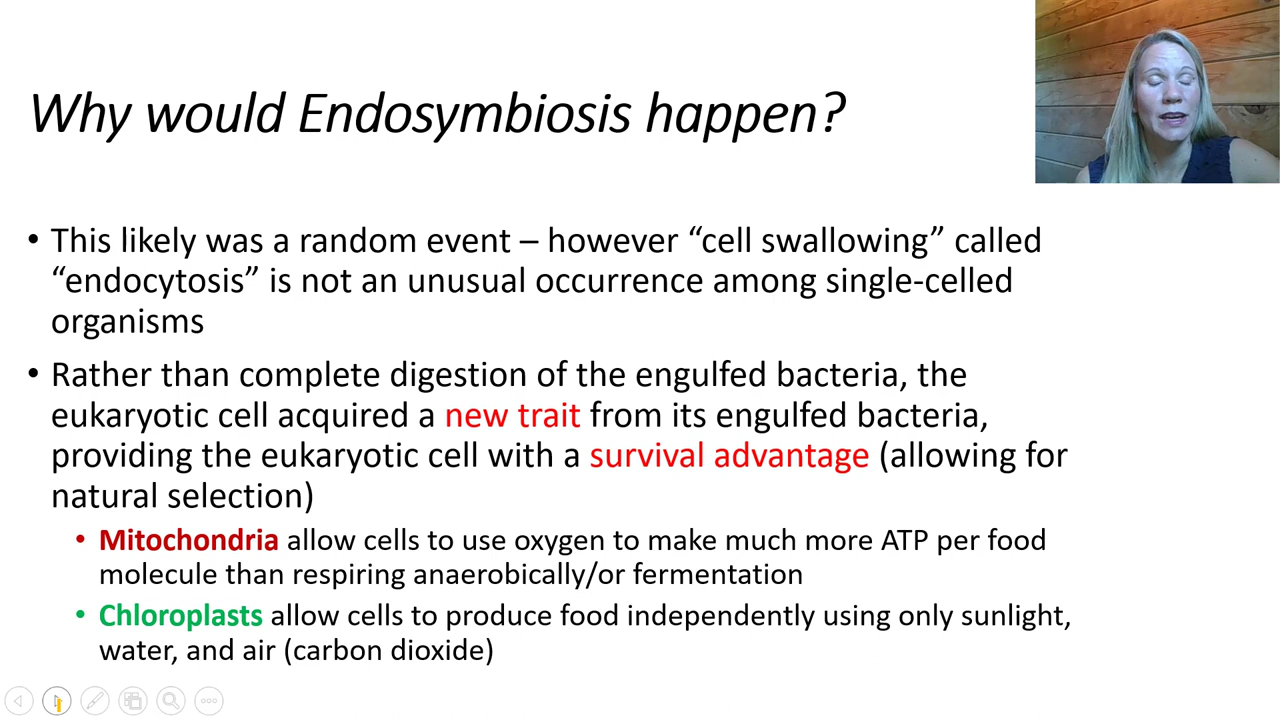 Why would Endosymbiosis happen?
• This likely was a random event – however “cell swallowing” called
“endocytosis” is not an unusual occurrence among single-celled
organisms
• Rather than complete digestion of the engulfed bacteria, the
eukaryotic cell acquired a new trait from its engulfed bacteria,
providing the eukaryotic cell with a survival advantage (allowing for
natural selection)
• Mitochondria allow cells to use oxygen to make much more ATP per food
molecule than respiring anaerobically/or fermentation
• Chloroplasts allow cells to produce food independently using only sunlight,
water, and air (carbon dioxide)